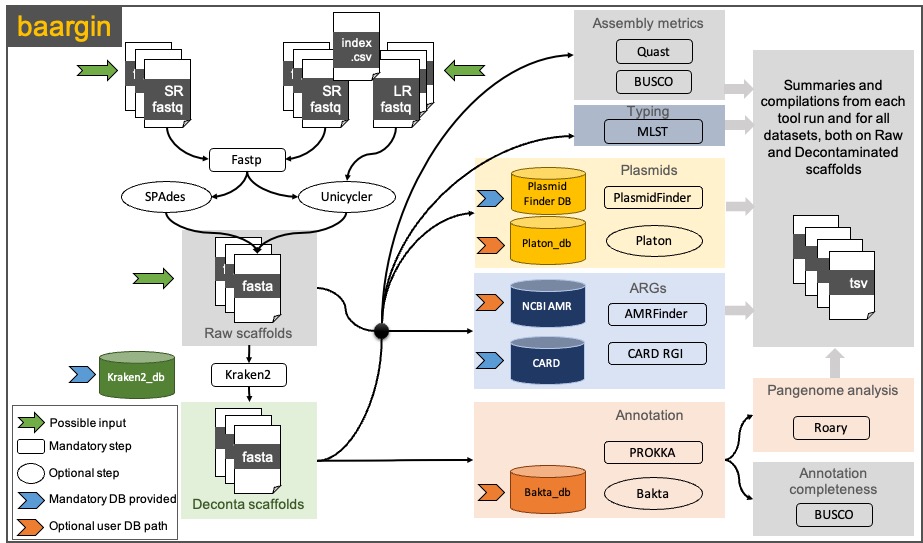 baargin
SR
fastq
index
.csv
SR
fastq
LR
fastq
Fastp
SPAdes
Unicycler
fasta
Raw scaffolds
Kraken2_db
Kraken2
fasta
Deconta scaffolds
Possible input
Mandatory step
Optional step
Mandatory DB provided
Optional user DB path
Assembly metrics
Quast
BUSCO
Typing
MLST
Plasmids
Plasmid
Finder DB
PlasmidFinder
Platon_db
Platon
ARGs
NCBI AMR
AMRFinder
CARD
CARD RGI
Annotation
PROKKA
Bakta_db
Bakta
Summaries and
compilations from each
tool run and for all
datasets, both on Raw
and Decontaminated
scaffolds
tsv
Pangenome analysis
Roary
Annotation
completeness
BUSCO